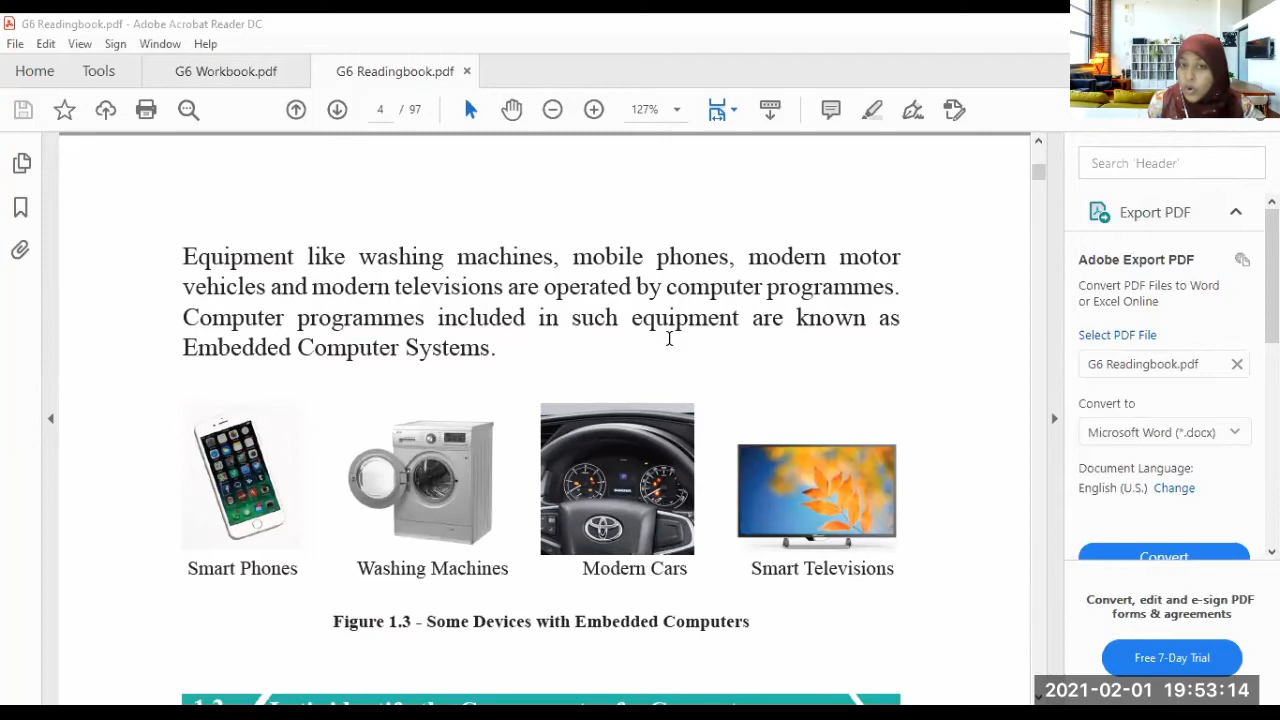 G6 Readingbook.pdf - Adobe Acrobat Reader DC
File Edit View Sign Window Help
Home Tools G6 Workbook.pdf G6 Readingbook.pdf ×
4 / 97 127%
Search 'Header'
Export PDF
Adobe Export PDF
Convert PDF Files to Word
or Excel Online
Select PDF File
G6 Readingbook.pdf
Convert to
Microsoft Word (*.docx)
Document Language:
English (U.S.) Change
Convert
Convert, edit and e-sign PDF
forms & agreements
Free 7-Day Trial
Equipment like washing machines, mobile phones, modern motor
vehicles and modern televisions are operated by computer programmes.
Computer programmes included in such equipment are known as
Embedded Computer Systems.
Smart Phones Washing Machines Modern Cars Smart Televisions
Figure 1.3 - Some Devices with Embedded Computers
2021-02-01 19:53:14